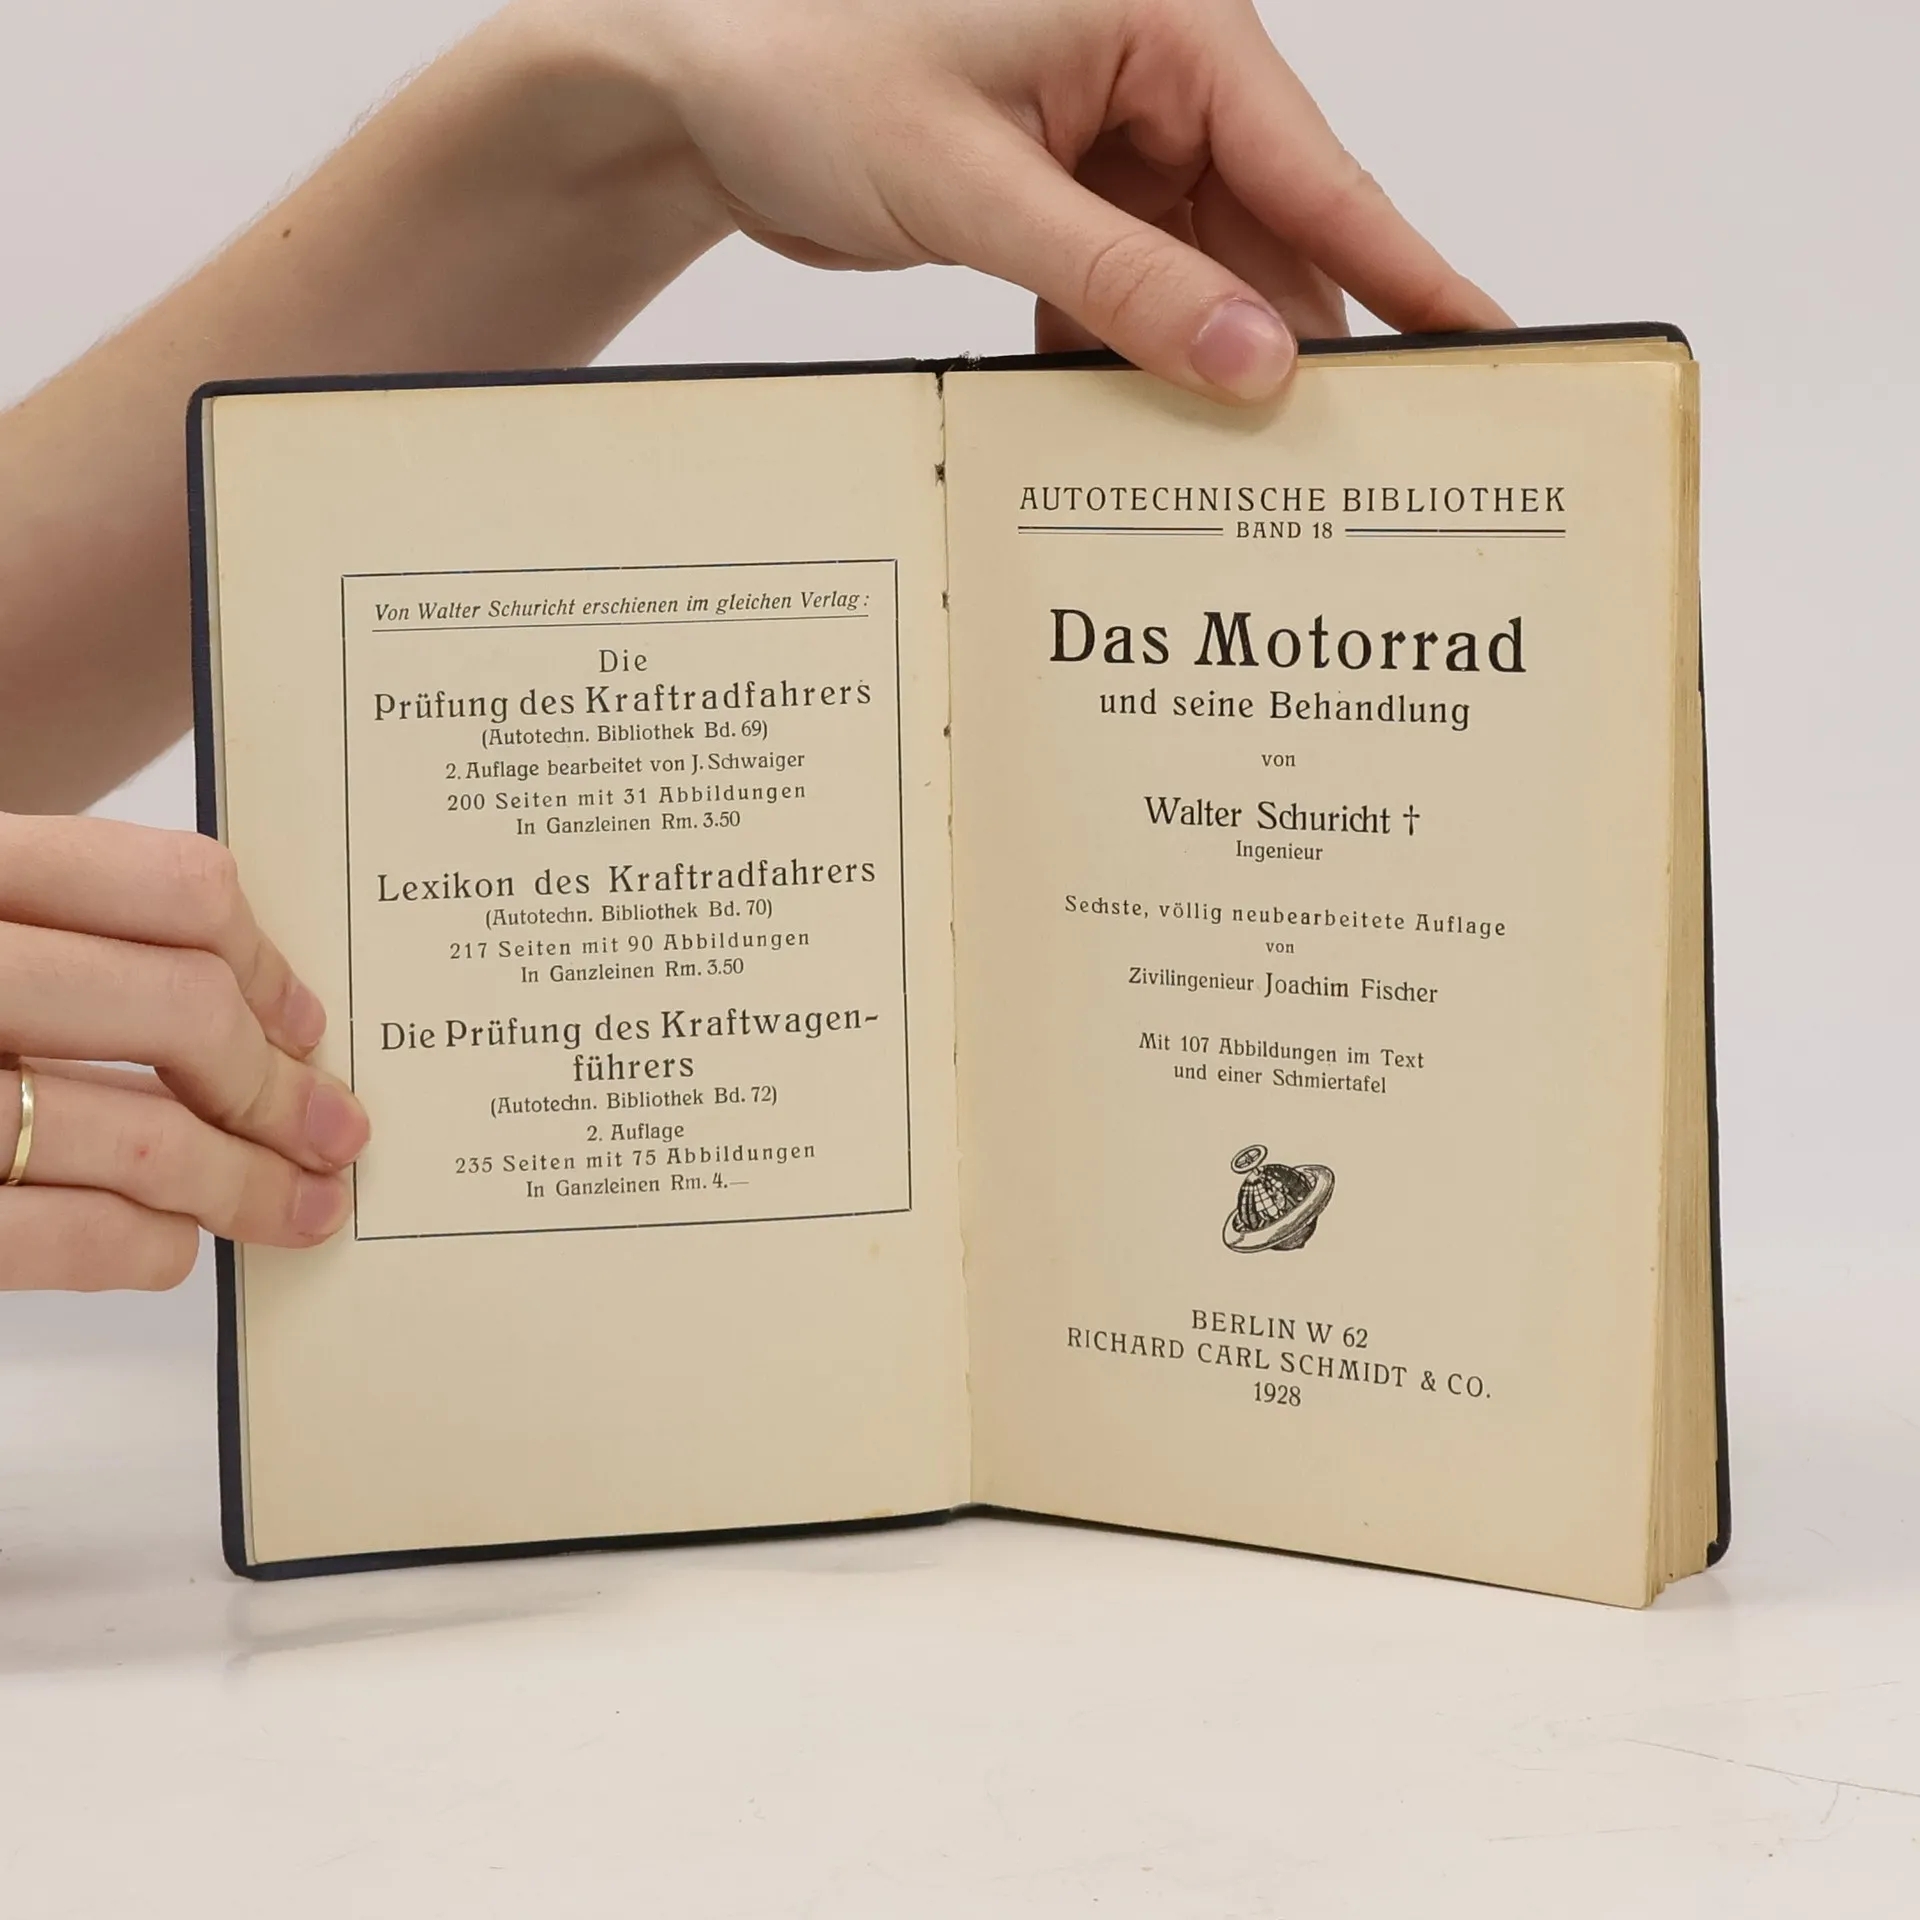 Von Walter Schuricht erschienen im gleichen Verlag:
Die
Prüfung des Kraftradfahrers
(Autotechn. Bibliothek Bd. 69)
2. Auflage bearbeitet von J. Schwaiger
200 Seiten mit 31 Abbildungen
In Ganzleinen Rm. 3.50
Lexikon des Kraftradfahrers
(Autotechn. Bibliothek Bd. 70)
217 Seiten mit 90 Abbildungen
In Ganzleinen Rm. 3.50
Die Prüfung des Kraftwagen-
führers
(Autotechn. Bibliothek Bd. 72)
2. Auflage
235 Seiten mit 75 Abbildungen
In Ganzleinen Rm. 4.—
AUTOTECHNISCHE BIBLIOTHEK
BAND 18
Das Motorrad
und seine Behandlung
von
Walter Schuricht †
Ingenieur
Sechste, völlig neubearbeitete Auflage
von
Zivilingenieur Joachim Fischer
Mit 107 Abbildungen im Text
und einer Schmiertafel
BERLIN W 62
RICHARD CARL SCHMIDT & CO.
1928